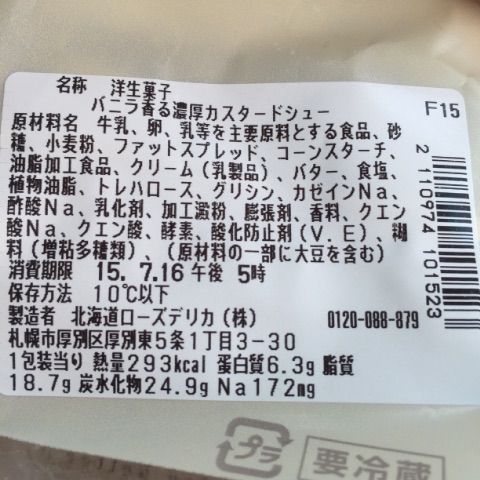 名称 洋生菓子
バニラ香る濃厚カスタードシュー
F15
原材料名 牛乳、卵、乳等を主要原料とする食品、砂
糖、小麦粉、ファットスプレッド、コーンスターチ、
油脂加工食品、クリーム（乳製品）、バター、食塩、
植物油脂、トレハロース、グリシン、カゼインNa、
酢酸Na、乳化剤、加工澱粉、膨張剤、香料、クエン
酸Na、クエン酸、酵素、酸化防止剤（V．E）、糊
料（増粘多糖類）、（原材料の一部に大豆を含む）
消費期限 15. 7.16 午後 5時
保存方法 10℃以下
製造者 北海道ローズデリカ（株） 0120-088-879
札幌市厚別区厚別東5条1丁目3－30
1包装当り 熱量293kcal 蛋白質6.3g 脂質
18.7g 炭水化物24.9g Na172mg
2 110974 101523
プラ
要冷蔵